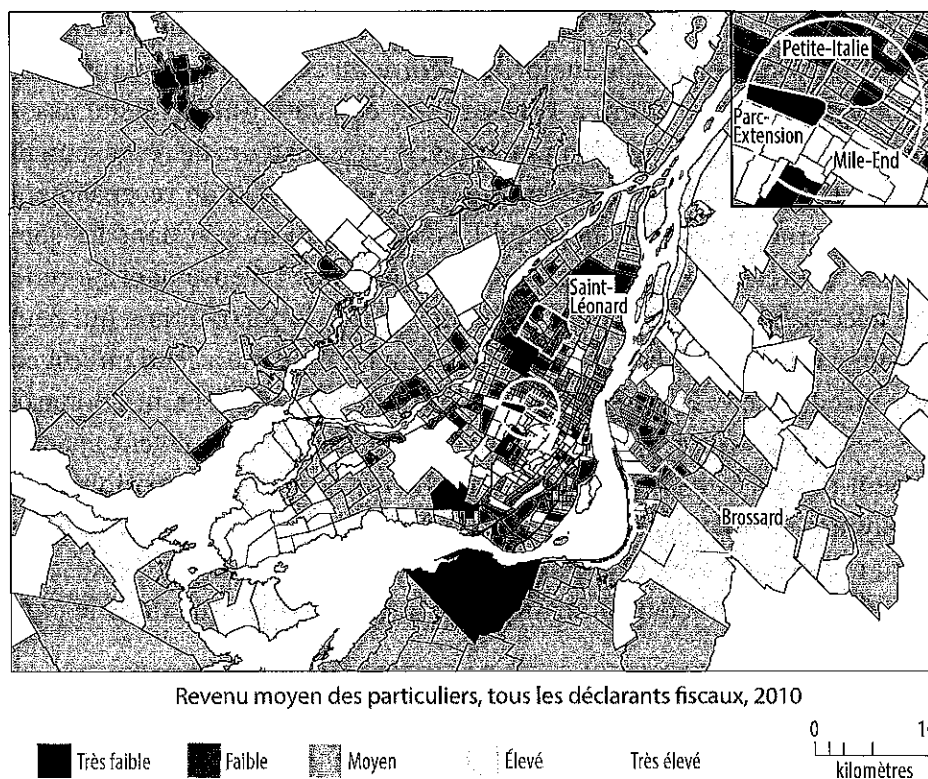 Petite-Italie
Parc-
Extension
Mile-End
Saint-
Léonard
Brossard
Revenu moyen des particuliers, tous les déclarants fiscaux, 2010
Très faible
Faible
Moyen
Élevé
Très élevé
0
kilomètres